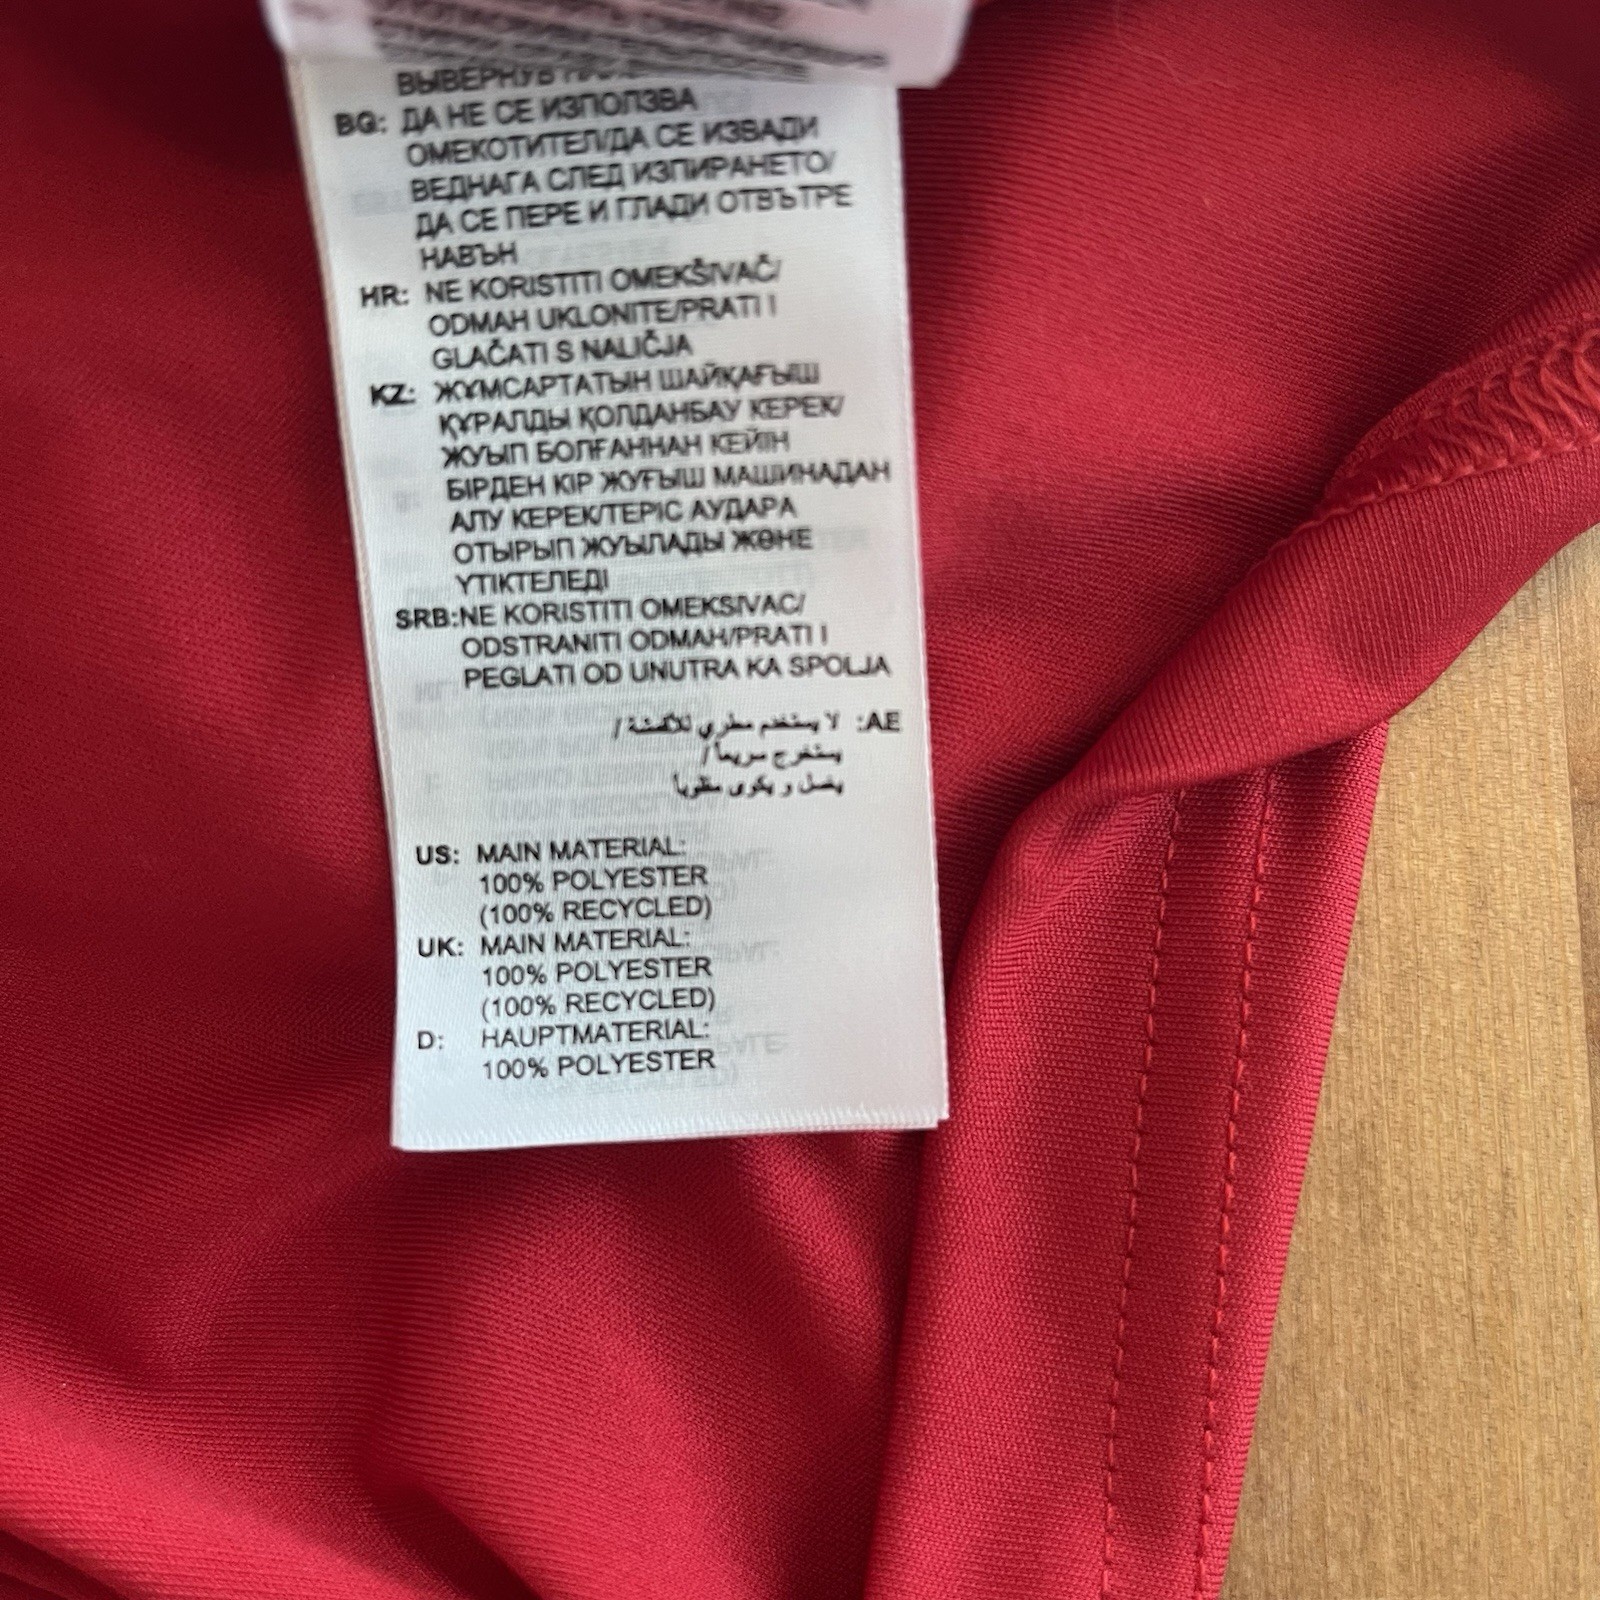 ВЫВЕРНУВ
BG: ДА НЕ СЕ ИЗПОЛЗВА
ОМЕКОТИТЕЛ/ДА СЕ ИЗВАДИ
ВЕДНАГА СЛЕД ИЗПИРАНЕТО/
ДА СЕ ПЕРЕ И ГЛАДИ ОТВЪТРЕ
НАВЪН
HR: NE KORISTITI OMEKŠIVAČ/
ODMAH UKLONITE/PRATI I
GLAČATI S NALIČJA
KZ: ЖҰМСАРТАТЫН ШАЙҚАҒЫШ
ҚҰРАЛДЫ ҚОЛДАНБАУ КЕРЕК/
ЖУЫП БОЛҒАННАН КЕЙІН
БІРДЕН КІР ЖУҒЫШ МАШИНАДАН
АЛУ КЕРЕК/ТЕРІС АУДАРА
ОТЫРЫП ЖУЫЛАДЫ ЖӘНЕ
ҮТІКТЕЛЕДІ
SRB: NE KORISTITI OMEKSIVAC/
ODSTRANITI ODMAH/PRATI I
PEGLATI OD UNUTRA KA SPOLJA
AE: لا يستخدم مطري للأقمشة /
يستخرج سريعاً /
يغسل و يكوى مقلوباً
US: MAIN MATERIAL:
100% POLYESTER
(100% RECYCLED)
UK: MAIN MATERIAL:
100% POLYESTER
(100% RECYCLED)
D: HAUPTMATERIAL:
100% POLYESTER